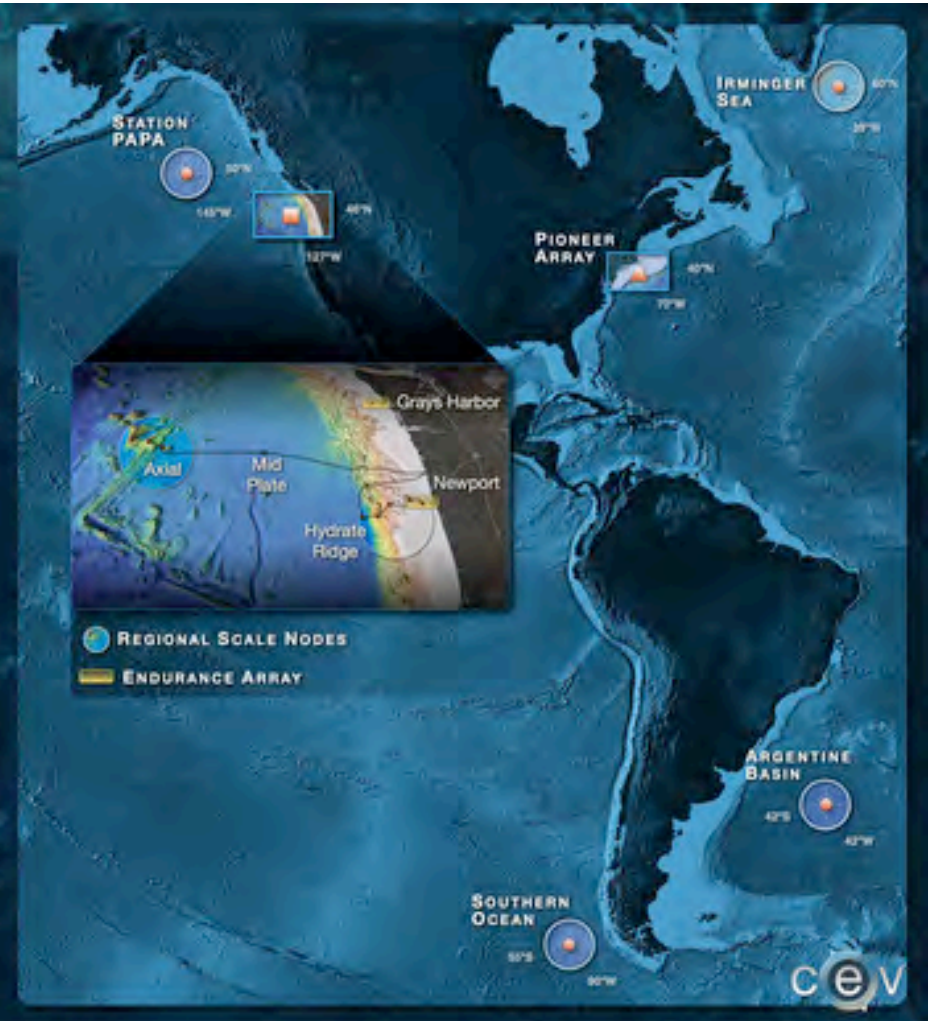 IRMINGER
SEA
60°N
STATION
PAPA
50°N
145°W
46°N
127°W
PIONEER
ARRAY
40°N
70°W
Grays Harbor
Axial
Mid
Plate
Newport
Hydrate
Ridge
REGIONAL SCALE NODES
ENDURANCE ARRAY
ARGENTINE
BASIN
42°S
42°W
SOUTHERN
OCEAN
55°S
90°W
cev